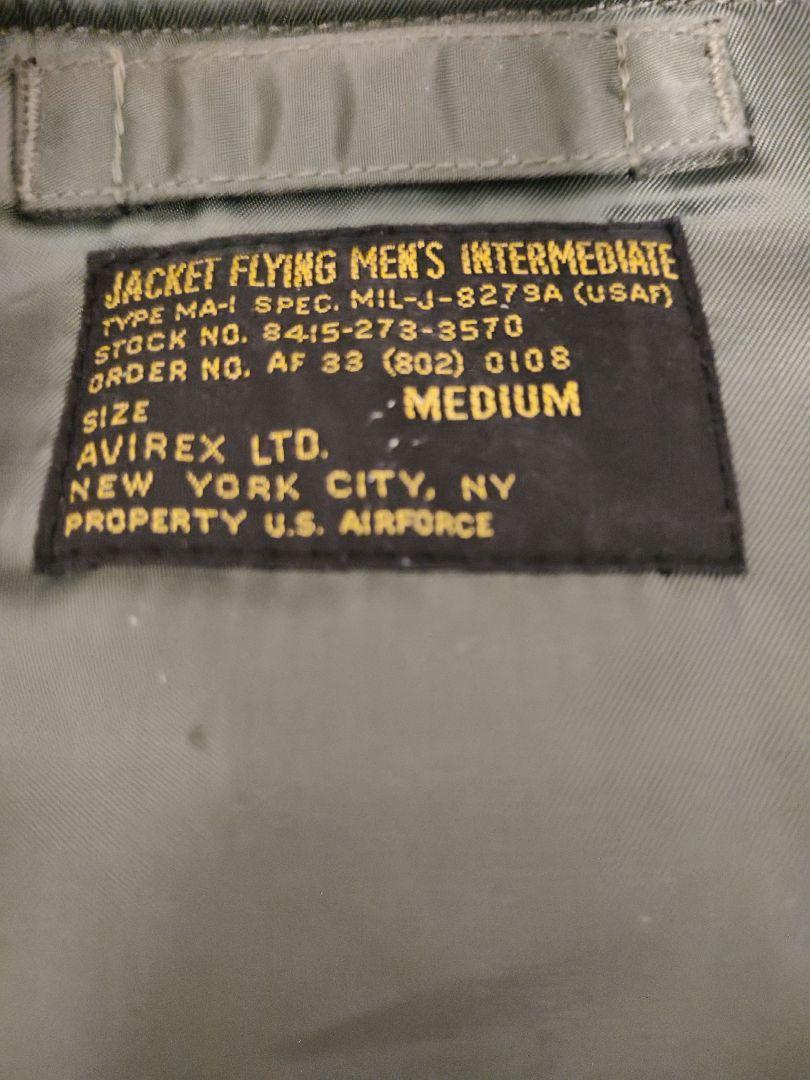 JACKET FLYING MEN'S INTERMEDIATE
TYPE MA-1 SPEC. MIL-J-8279A (USAF)
STOCK NO. 8415-273-3570
ORDER NO. AF 33 (802) 0108
SIZE MEDIUM
AVIREX LTD.
NEW YORK CITY, NY
PROPERTY U.S. AIRFORCE